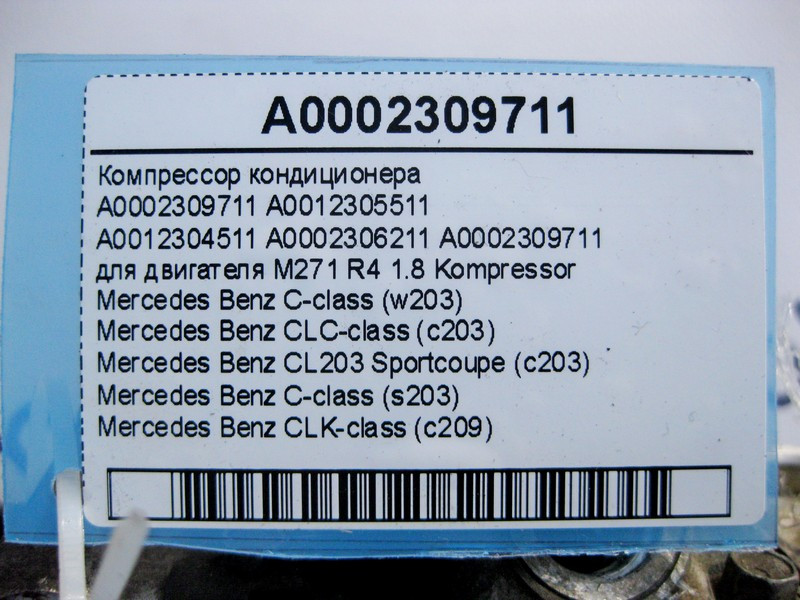 A0002309711
Компрессор кондиционера
A0002309711 A0012305511
A0012304511 A0002306211 A0002309711
для двигателя M271 R4 1.8 Kompressor
Mercedes Benz C-class (w203)
Mercedes Benz CLC-class (c203)
Mercedes Benz CL203 Sportcoupe (c203)
Mercedes Benz C-class (s203)
Mercedes Benz CLK-class (c209)